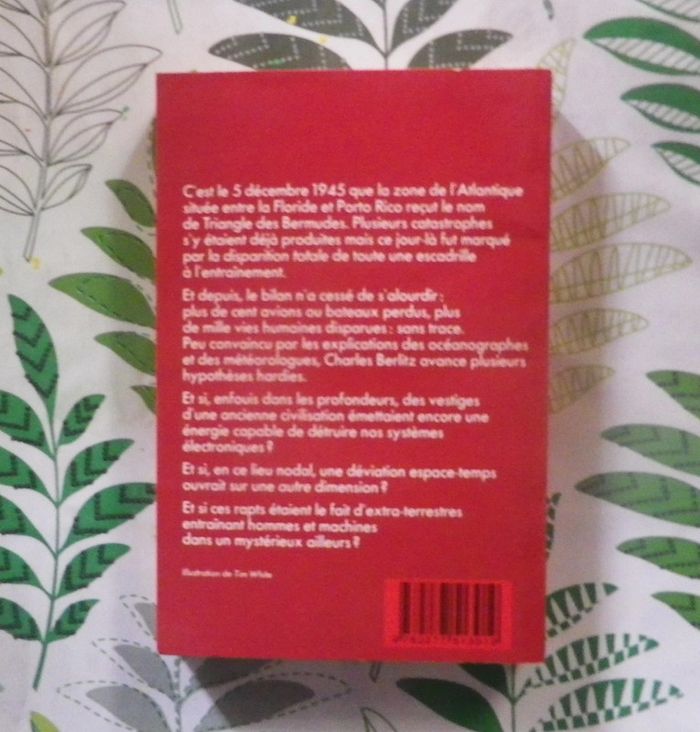 C'est le 5 décembre 1945 que la zone de l'Atlantique
située entre la Floride et Porto Rico reçut le nom
de Triangle des Bermudes. Plusieurs catastrophes
s'y étaient déjà produites mais ce jour-là fut marqué
par la disparition totale de toute une escadrille
à l'entraînement.
Et depuis, le bilan n'a cessé de s'alourdir :
plus de cent avions ou bateaux perdus, plus
de mille vies humaines disparues : sans trace.
Peu convaincu par les explications des océanographes
et des météorologues, Charles Berlitz avance plusieurs
hypothèses hardies.
Et si, enfouis dans les profondeurs, des vestiges
d'une ancienne civilisation émettaient encore une
énergie capable de détruire nos systèmes
électroniques ?
Et si, en ce lieu nodal, une déviation espace-temps
ouvrait sur une autre dimension ?
Et si ces rapts étaient le fait d'extra-terrestres
entraînant hommes et machines
dans un mystérieux ailleurs ?
Illustration de Tim White